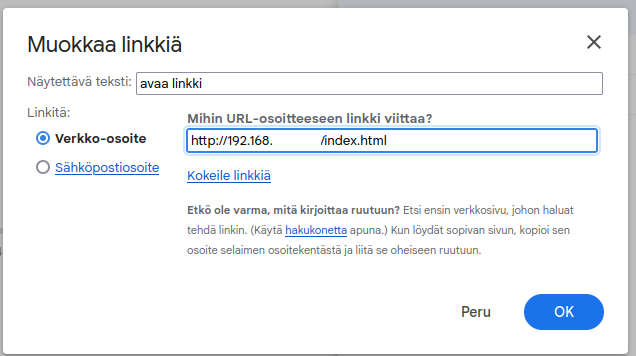 Muokkaa linkkiä
Näytettävä teksti: avaa linkki
Linkitä:
Verkko-osoite
Sähköpostiosoite
Mihin URL-osoitteeseen linkki viittaa?
http://192.168. /index.html
Kokeile linkkiä
Etkö ole varma, mitä kirjoittaa ruutuun? Etsi ensin verkkosivu, johon haluat
tehdä linkin. (Käytä hakukonetta apuna.) Kun löydät sopivan sivun, kopioi sen
osoite selaimen osoitekentästä ja liitä se oheiseen ruutuun.
Peru
OK